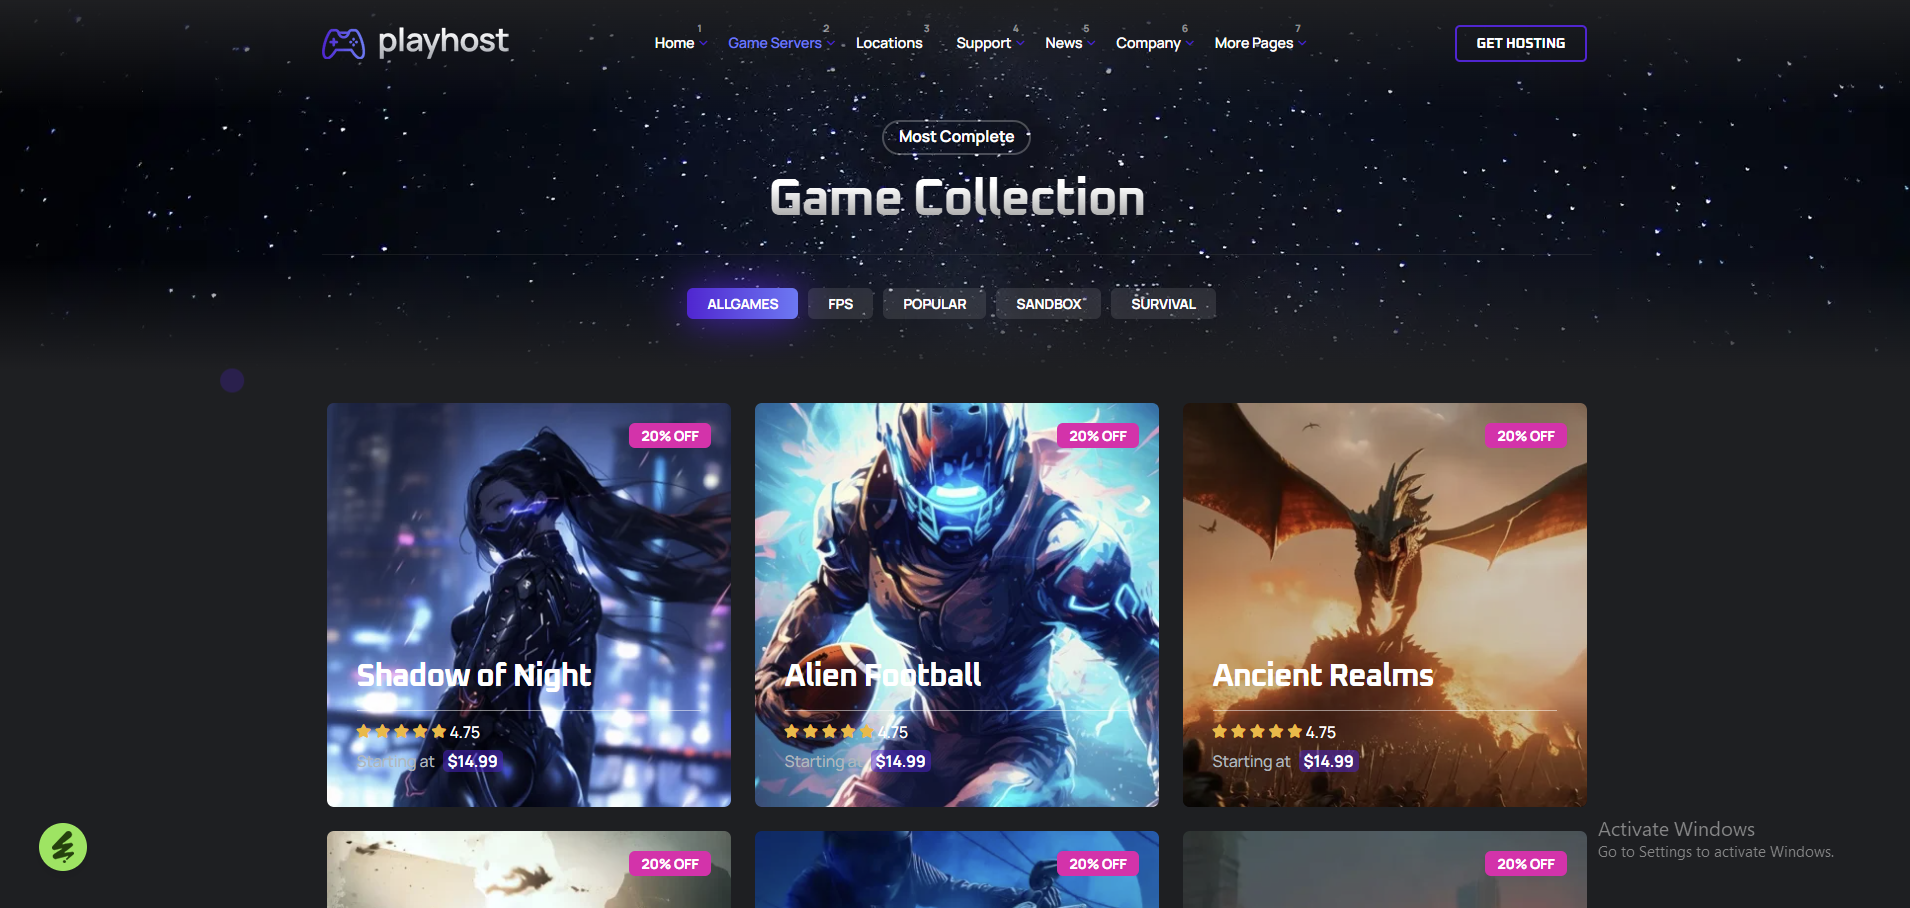 playhost
Home 1 Game Servers 2 Locations 3 Support 4 News 5 Company 6 More Pages 7
GET HOSTING
Most Complete
Game Collection
ALLGAMES FPS POPULAR SANDBOX SURVIVAL
20% OFF
Shadow of Night
4.75
Starting at $14.99
20% OFF
Alien Football
4.75
Starting at $14.99
20% OFF
Ancient Realms
4.75
Starting at $14.99
20% OFF
20% OFF
20% OFF
Activate Windows
Go to Settings to activate Windows.